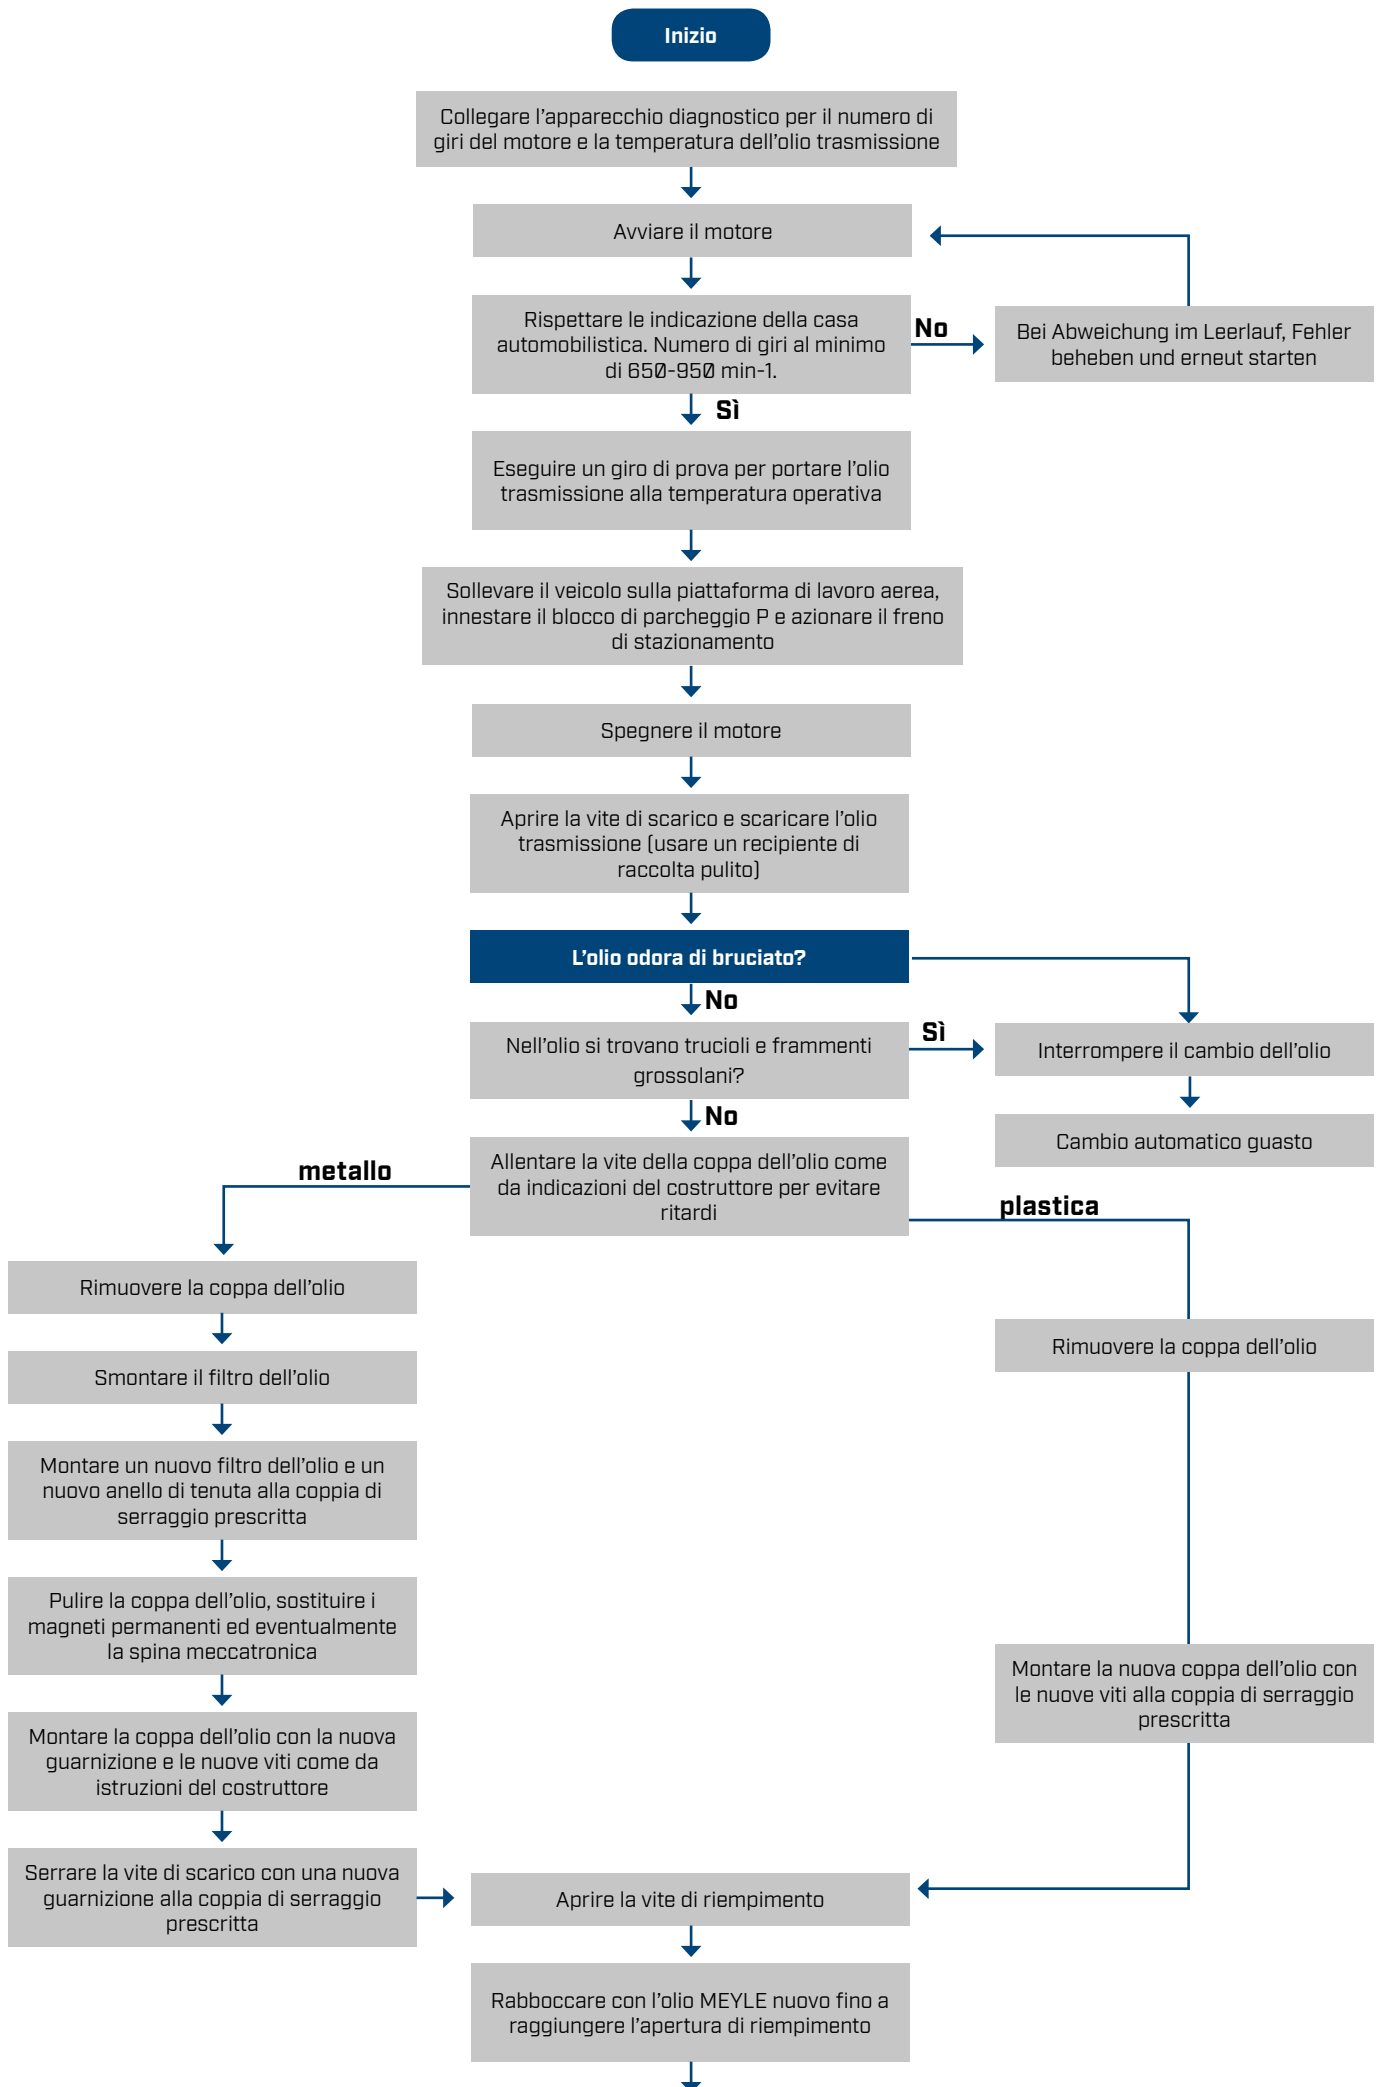 Inizio
Collegare l'apparecchio diagnostico per il numero di
giri del motore e la temperatura dell'olio trasmissione
Avviare il motore
Rispettare le indicazione della casa
automobilistica. Numero di giri al minimo
di 650-950 min-1.
No
Bei Abweichung im Leerlauf, Fehler
beheben und erneut starten
Sì
Eseguire un giro di prova per portare l'olio
trasmissione alla temperatura operativa
Sollevare il veicolo sulla piattaforma di lavoro aerea,
innestare il blocco di parcheggio P e azionare il freno
di stazionamento
Spegnere il motore
Aprire la vite di scarico e scaricare l'olio
trasmissione (usare un recipiente di
raccolta pulito)
L'olio odora di bruciato?
No
Nell'olio si trovano trucioli e frammenti
grossolani?
Sì
Interrompere il cambio dell'olio
Cambio automatico guasto
No
Allentare la vite della coppa dell'olio come
da indicazioni del costruttore per evitare
ritardi
metallo
plastica
Rimuovere la coppa dell'olio
Smontare il filtro dell'olio
Montare un nuovo filtro dell'olio e un
nuovo anello di tenuta alla coppia di
serraggio prescritta
Pulire la coppa dell'olio, sostituire i
magneti permanenti ed eventualmente
la spina meccatronica
Montare la coppa dell'olio con la nuova
guarnizione e le nuove viti come da
istruzioni del costruttore
Serrare la vite di scarico con una nuova
guarnizione alla coppia di serraggio
prescritta
Rimuovere la coppa dell'olio
Montare la nuova coppa dell'olio con
le nuove viti alla coppia di serraggio
prescritta
Aprire la vite di riempimento
Rabboccare con l'olio MEYLE nuovo fino a
raggiungere l'apertura di riempimento